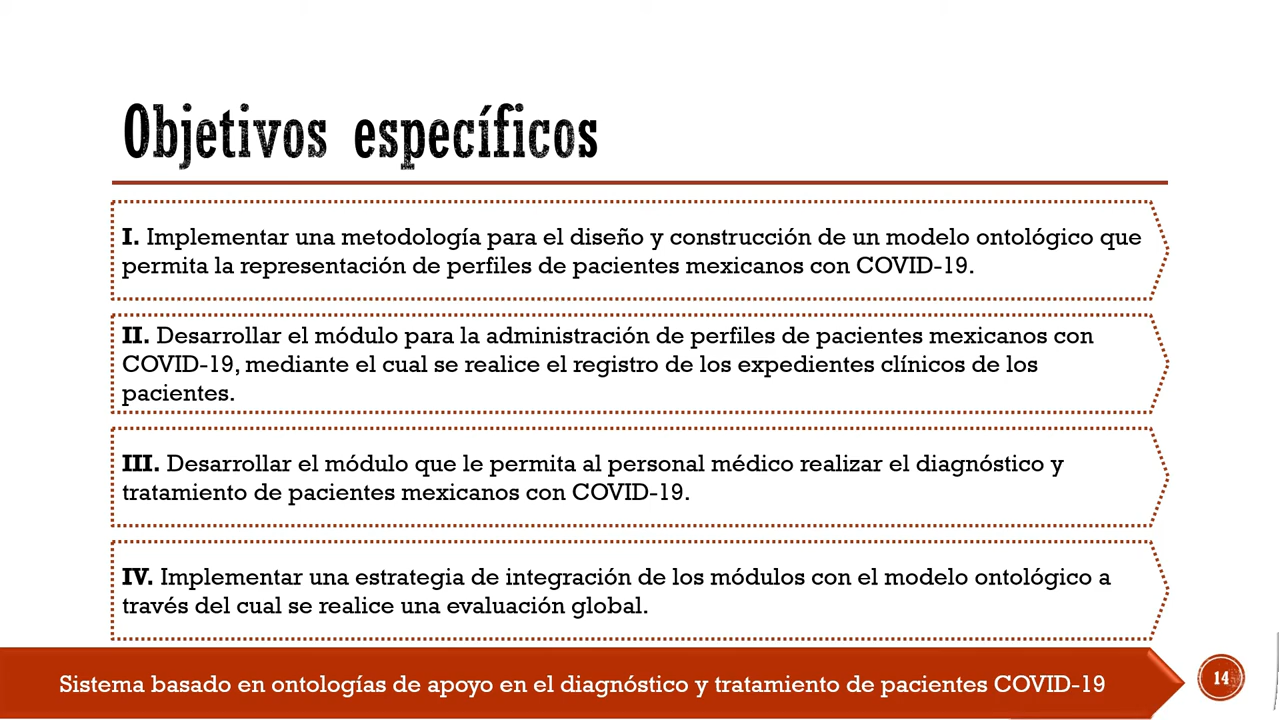 Objetivos específicos
I. Implementar una metodología para el diseño y construcción de un modelo ontológico que
permita la representación de perfiles de pacientes mexicanos con COVID-19.
II. Desarrollar el módulo para la administración de perfiles de pacientes mexicanos con
COVID-19, mediante el cual se realice el registro de los expedientes clínicos de los
pacientes.
III. Desarrollar el módulo que le permita al personal médico realizar el diagnóstico y
tratamiento de pacientes mexicanos con COVID-19.
IV. Implementar una estrategia de integración de los módulos con el modelo ontológico a
través del cual se realice una evaluación global.
Sistema basado en ontologías de apoyo en el diagnóstico y tratamiento de pacientes COVID-19
14